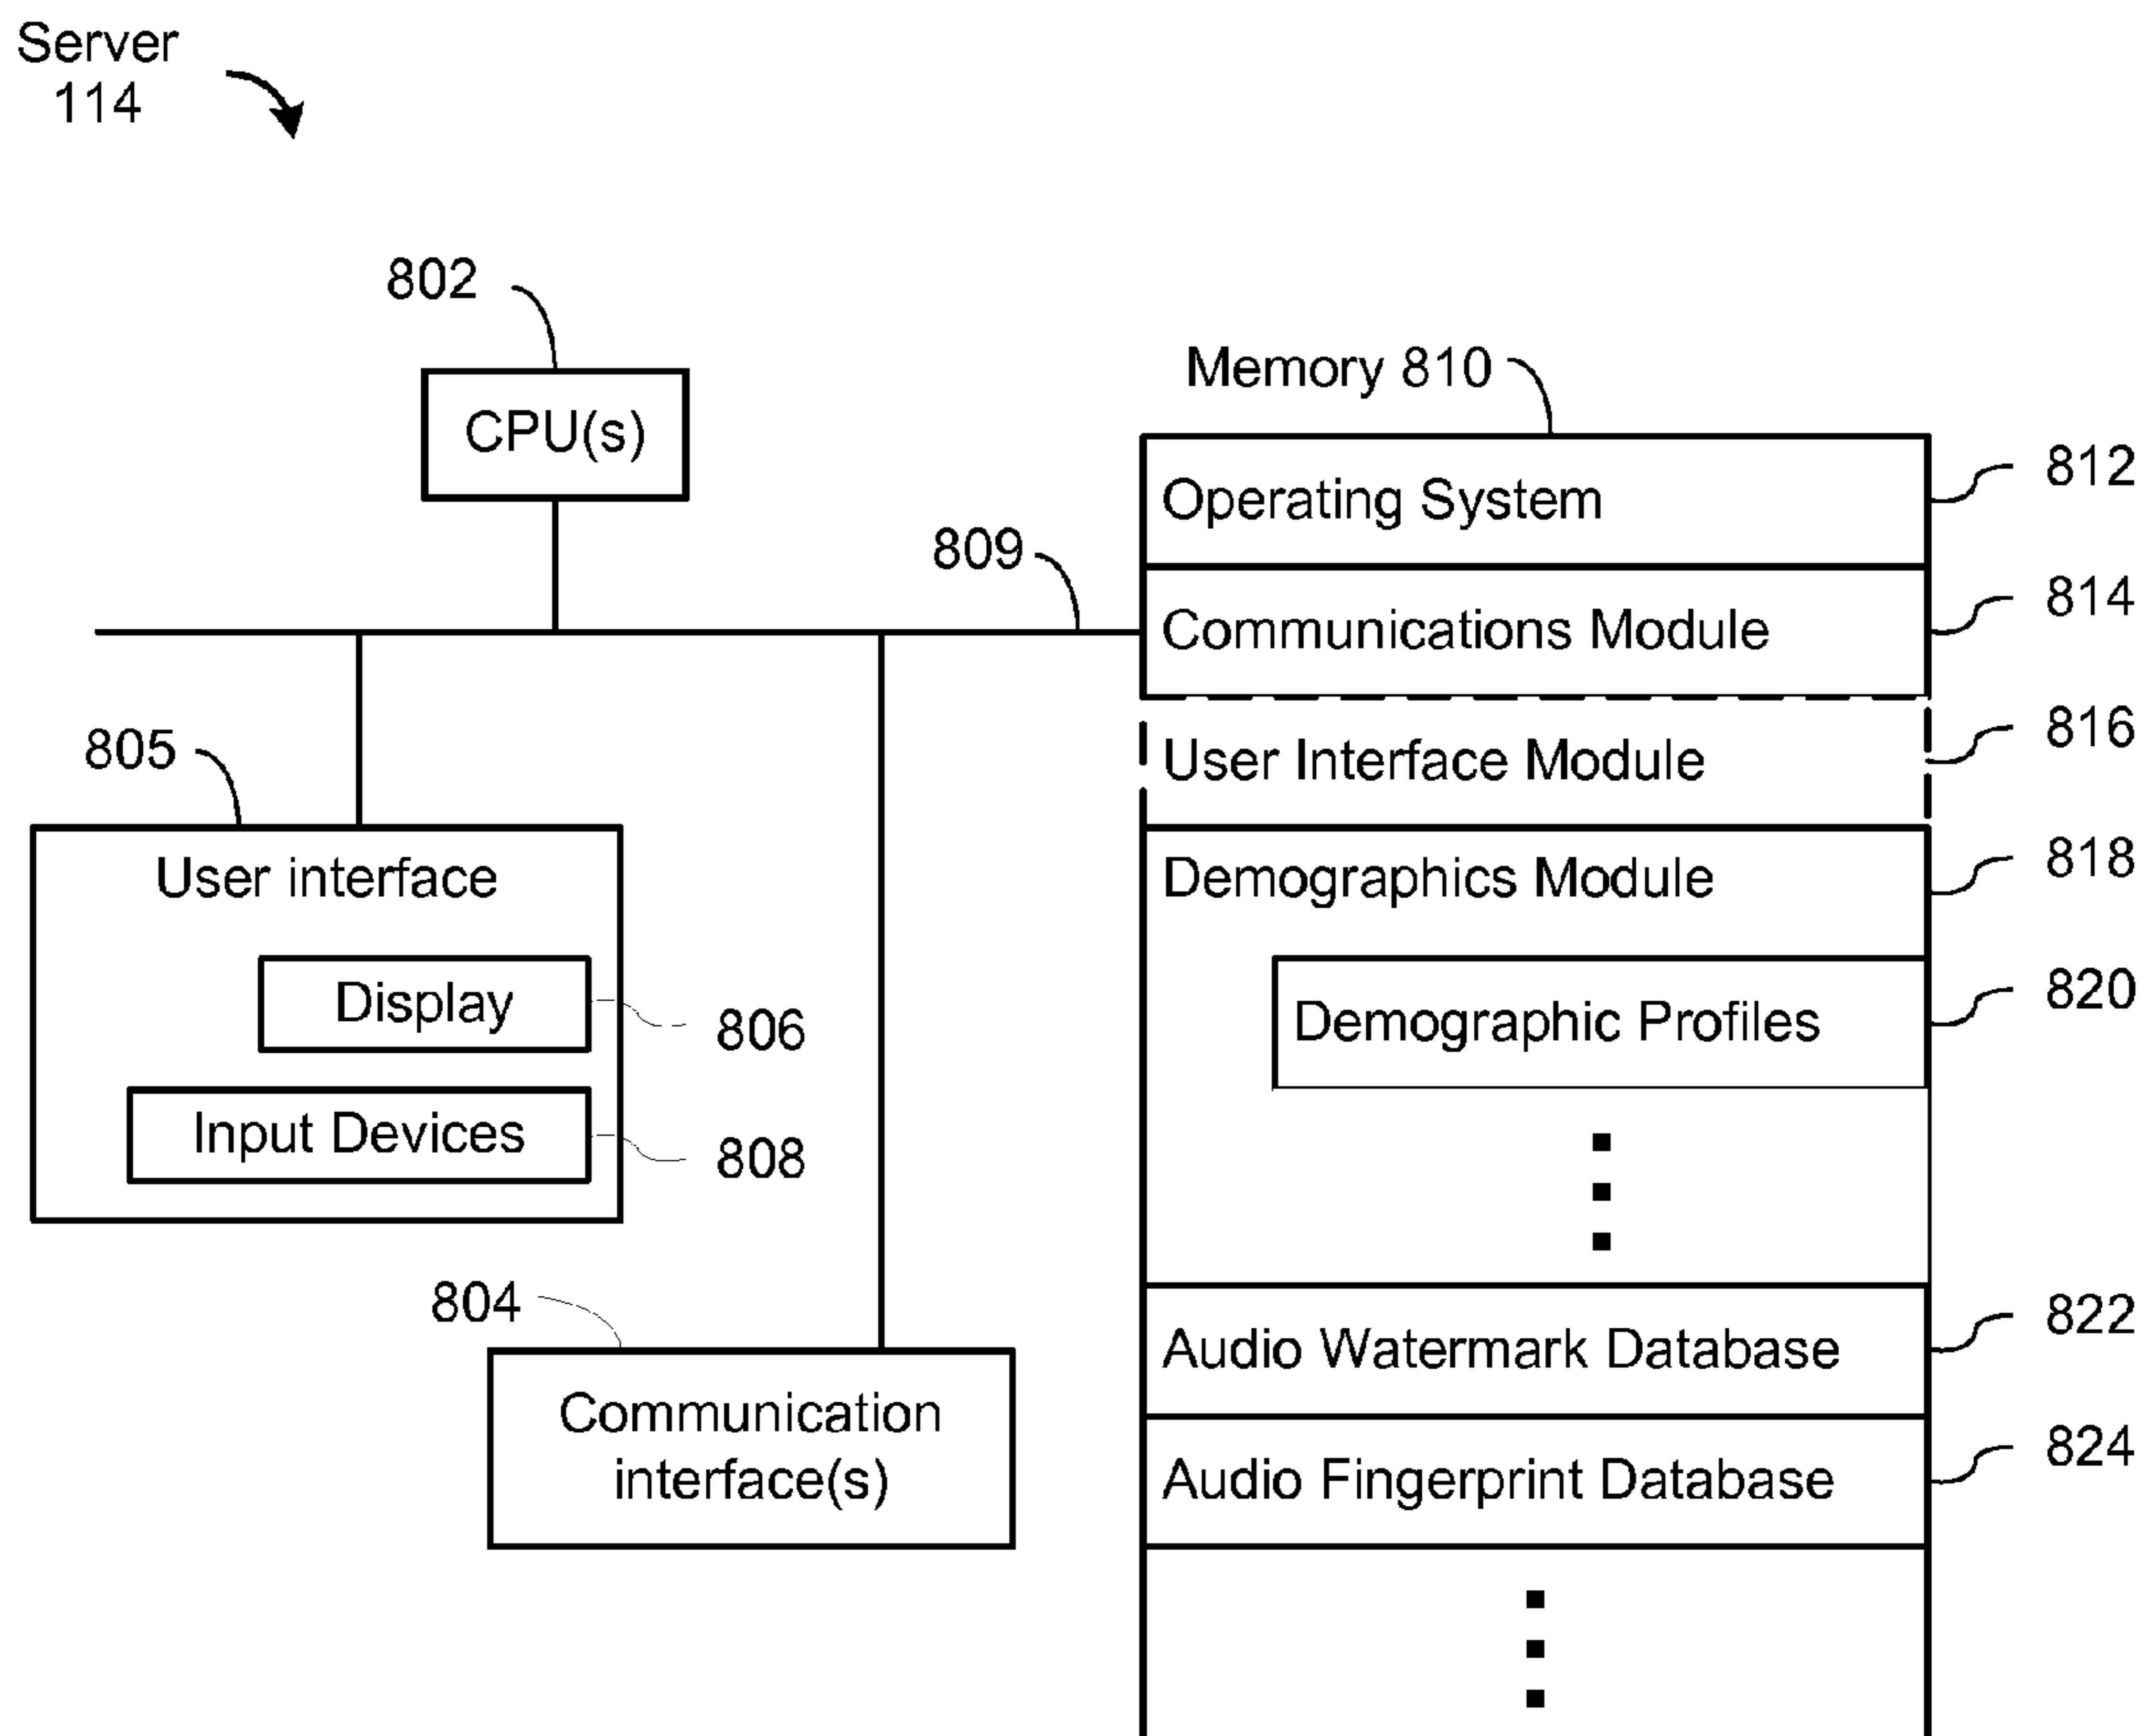 Server
114
802
CPU(s)
Memory 810
Operating System
812
809
Communications Module
814
User Interface Module
816
805
User interface
Demographics Module
818
Display
806
Demographic Profiles
820
Input Devices
808
804
Communication
interface(s)
Audio Watermark Database
822
Audio Fingerprint Database
824